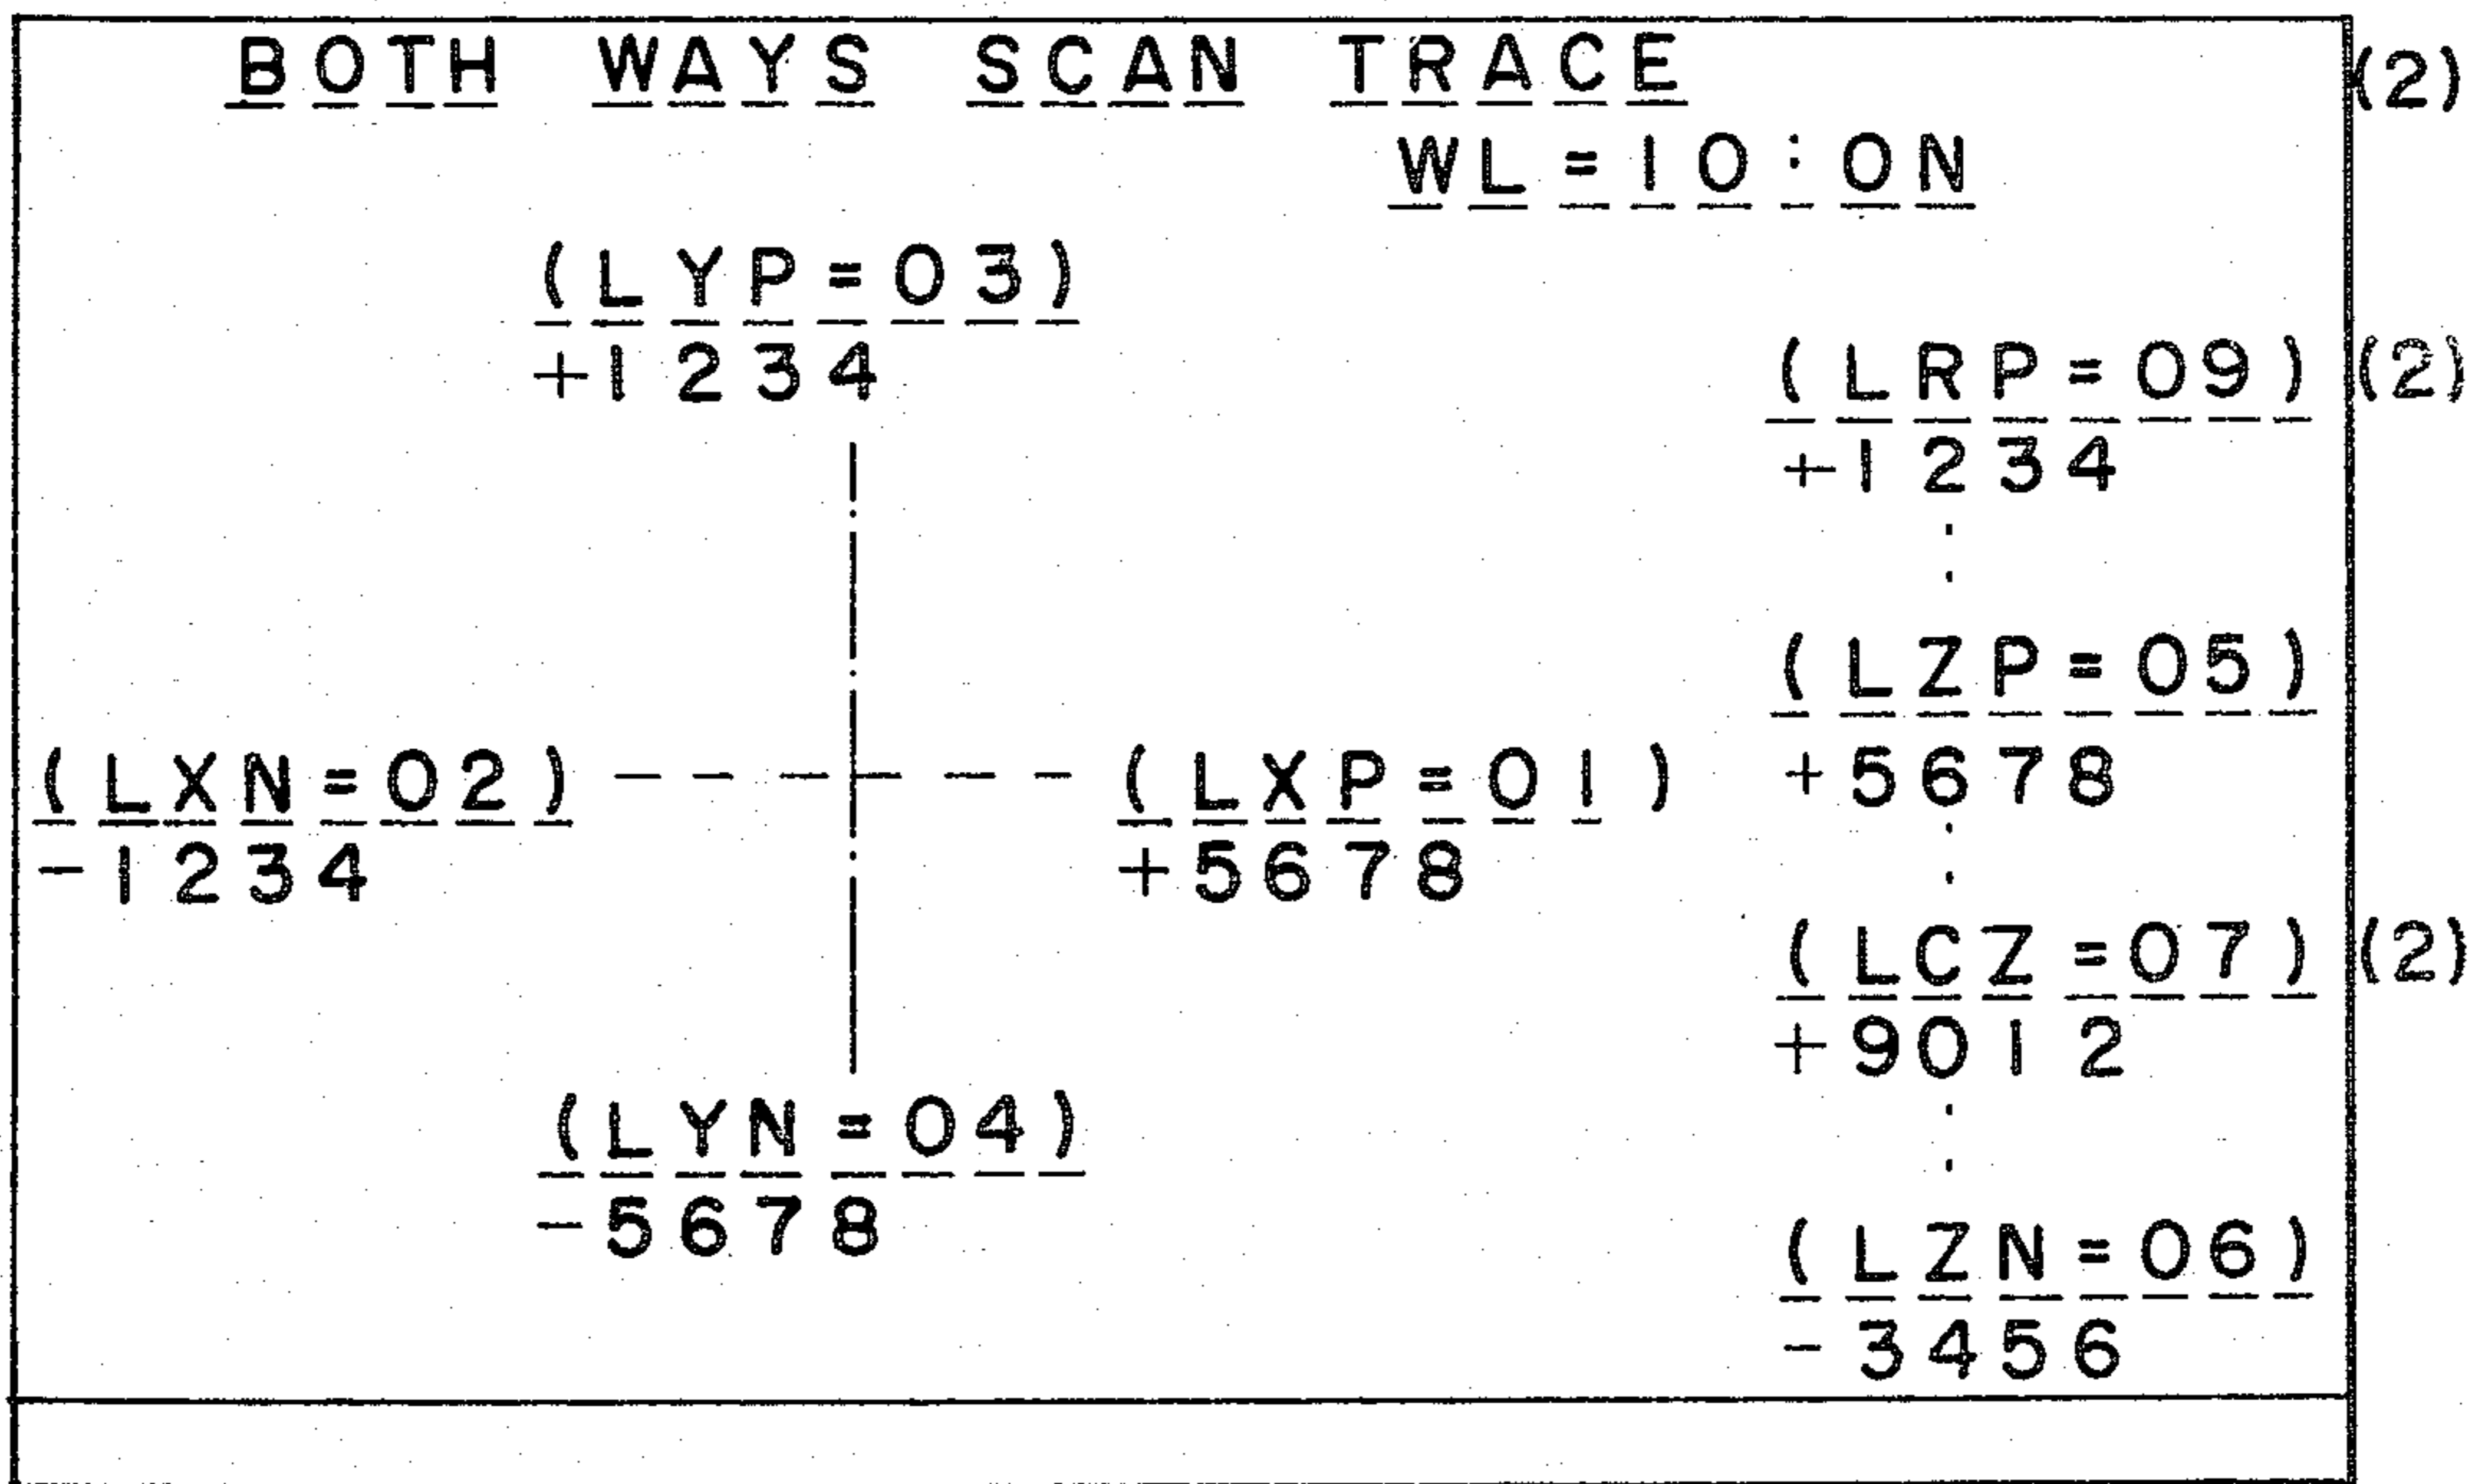 BOTH WAYS SCAN TRACE (2)
WL=10:ON
(LYP=03)
+1234
(LRP=09) (2)
+1234
(LZP=05)
+5678
(LXN=02) (LXP=01)
-1234 +5678
(LCZ=07) (2)
+9012
(LYN=04)
-5678
(LZN=06)
-3456